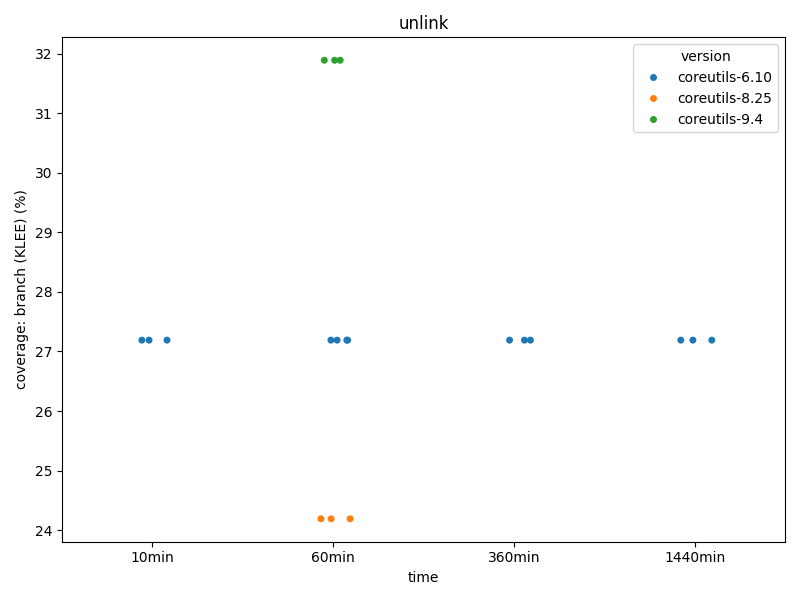 unlink
version
coreutils-6.10
coreutils-8.25
coreutils-9.4
coverage: branch (KLEE) (%)
32
31
30
29
28
27
26
25
24
10min
60min
360min
1440min
time